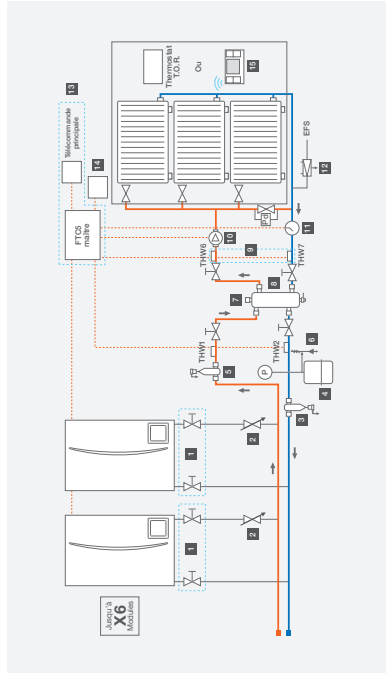 Jusqu'à
X6
Modules
1
1
2
2
13
Télécommande
principale
14
FTC5
maître
THW1
5
THW2
P
3
4
6
7
8
THW6
THW7
9
10
11
12
EFS
Thermostat
T.O.R.
Ou
15